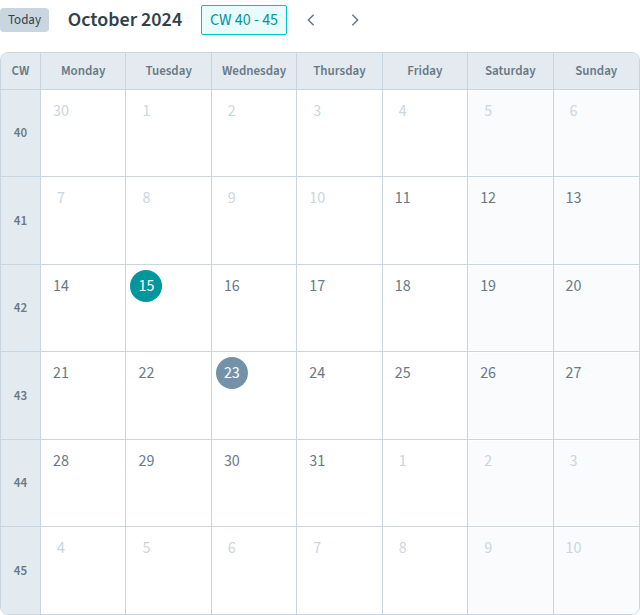 Today October 2024 CW 40 - 45
CW Monday Tuesday Wednesday Thursday Friday Saturday Sunday
40 30 1 2 3 4 5 6
41 7 8 9 10 11 12 13
42 14 15 16 17 18 19 20
43 21 22 23 24 25 26 27
44 28 29 30 31 1 2 3
45 4 5 6 7 8 9 10